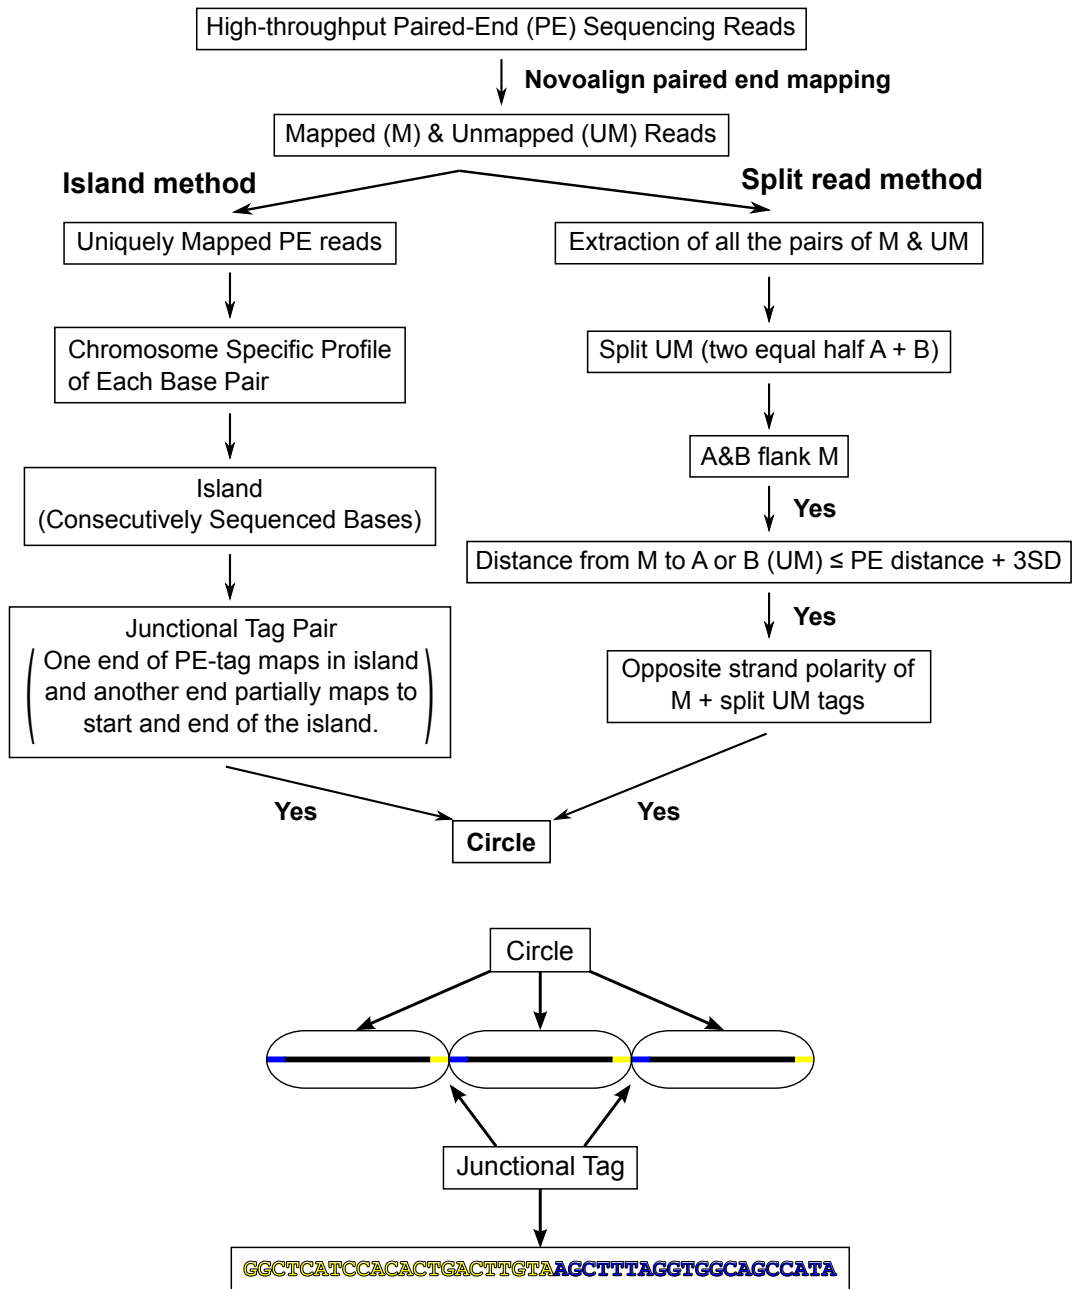 High-throughput Paired-End (PE) Sequencing Reads
Novoalign paired end mapping
Mapped (M) & Unmapped (UM) Reads
Island method
Split read method
Uniquely Mapped PE reads
Extraction of all the pairs of M & UM
Chromosome Specific Profile
of Each Base Pair
Split UM (two equal half A + B)
Island
(Consecutively Sequenced Bases)
A&B flank M
Yes
Distance from M to A or B (UM) ≤ PE distance + 3SD
Yes
Junctional Tag Pair
One end of PE-tag maps in island
and another end partially maps to
start and end of the island.
Opposite strand polarity of
M + split UM tags
Yes
Yes
Circle
Circle
Junctional Tag
GGCTCATCCACACTGACTTGTAAGCTTTAGGTGGCAGCCATA